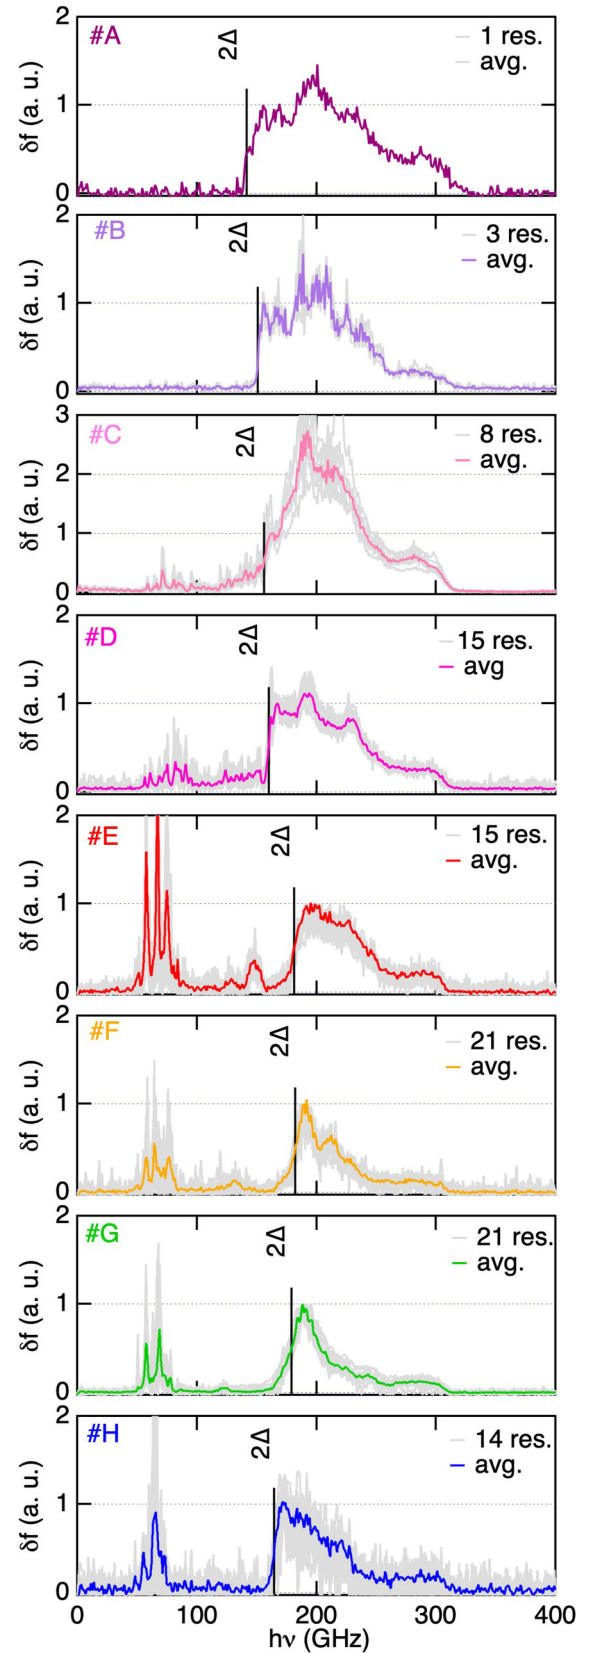 2
#A
2Δ
1 res.
avg.
δf (a. u.)
1
0
2
#B
2Δ
3 res.
avg.
δf (a. u.)
1
0
3
#C
2Δ
8 res.
avg.
δf (a. u.)
2
1
0
2
#D
2Δ
15 res.
avg
δf (a. u.)
1
0
2
#E
2Δ
15 res.
avg.
δf (a. u.)
1
0
2
#F
2Δ
21 res.
avg.
δf (a. u.)
1
0
2
#G
2Δ
21 res.
avg.
δf (a. u.)
1
0
2
#H
2Δ
14 res.
avg.
δf (a. u.)
1
0
0 100 200 300 400
hν (GHz)